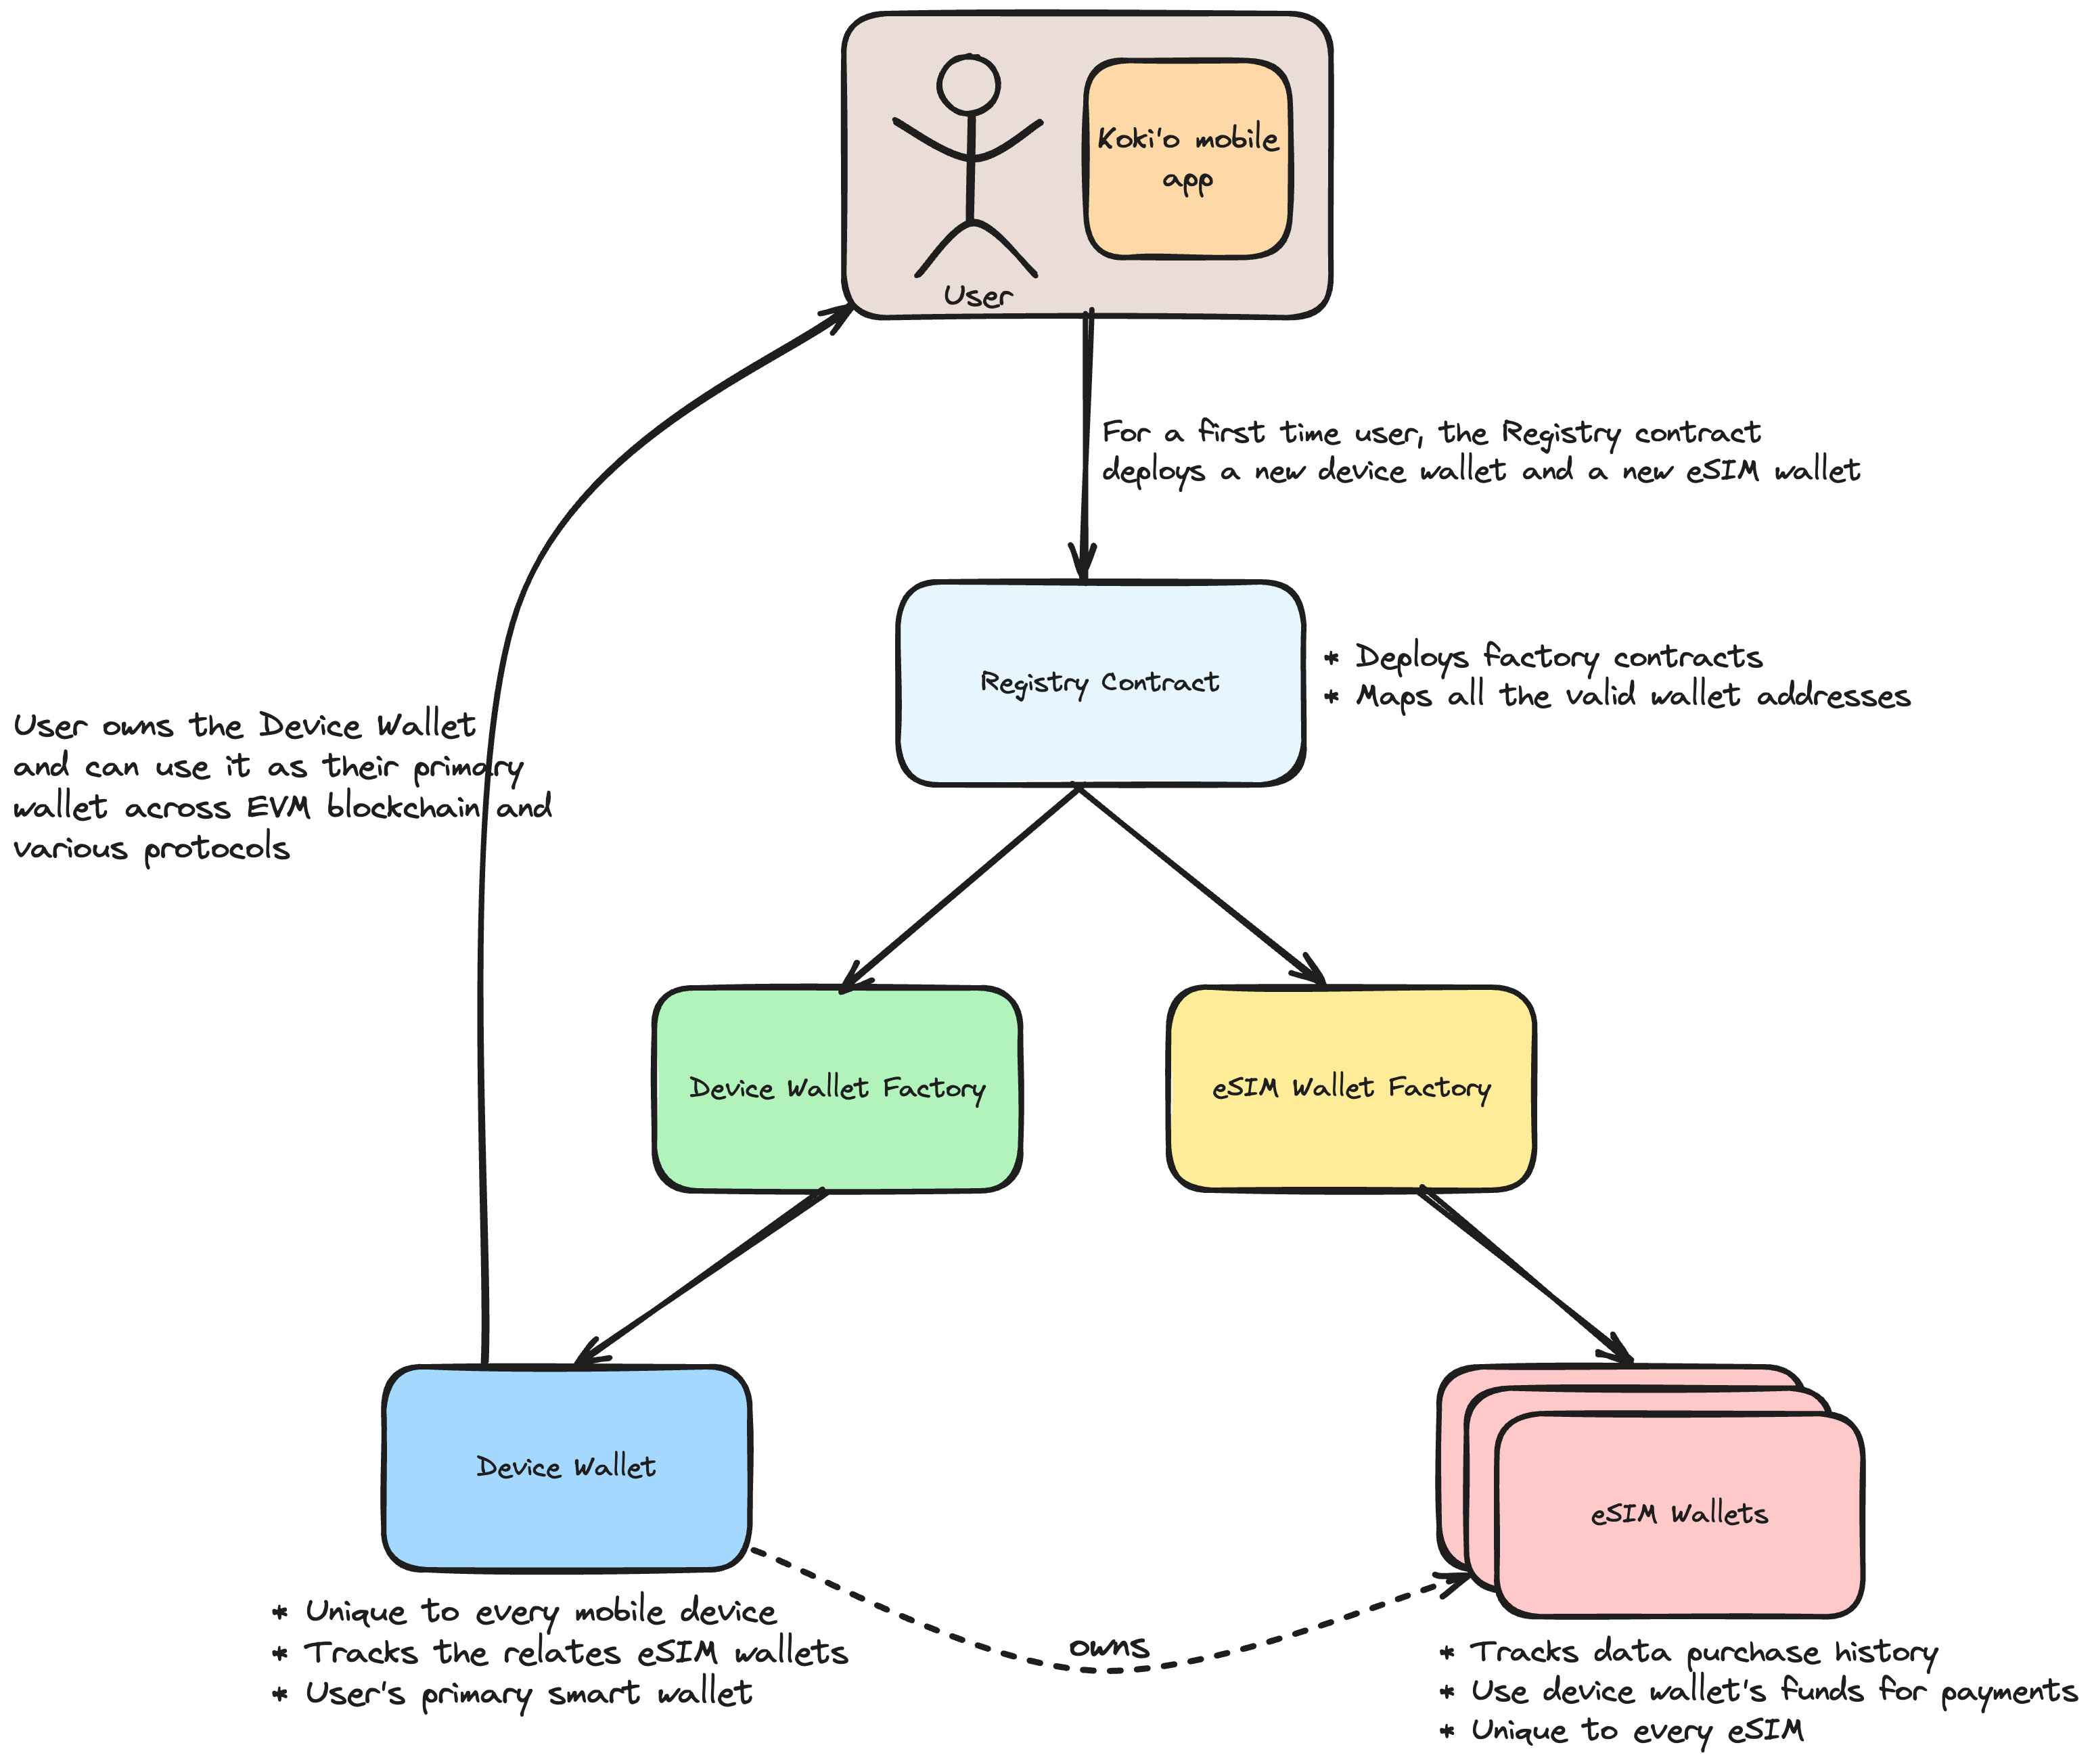 Koki'o mobile
app
User
For a first time user, the Registry contract
deploys a new device wallet and a new eSIM wallet
Registry Contract
* Deploys factory contracts
* Maps all the valid wallet addresses
User owns the Device Wallet
and can use it as their primary
wallet across EVM blockchain and
various protocols
Device Wallet Factory
eSIM Wallet Factory
Device Wallet
eSIM Wallets
* Unique to every mobile device
* Tracks the relates eSIM wallets
* User's primary smart wallet
owns
* Tracks data purchase history
* Use device wallet's funds for payments
* Unique to every eSIM